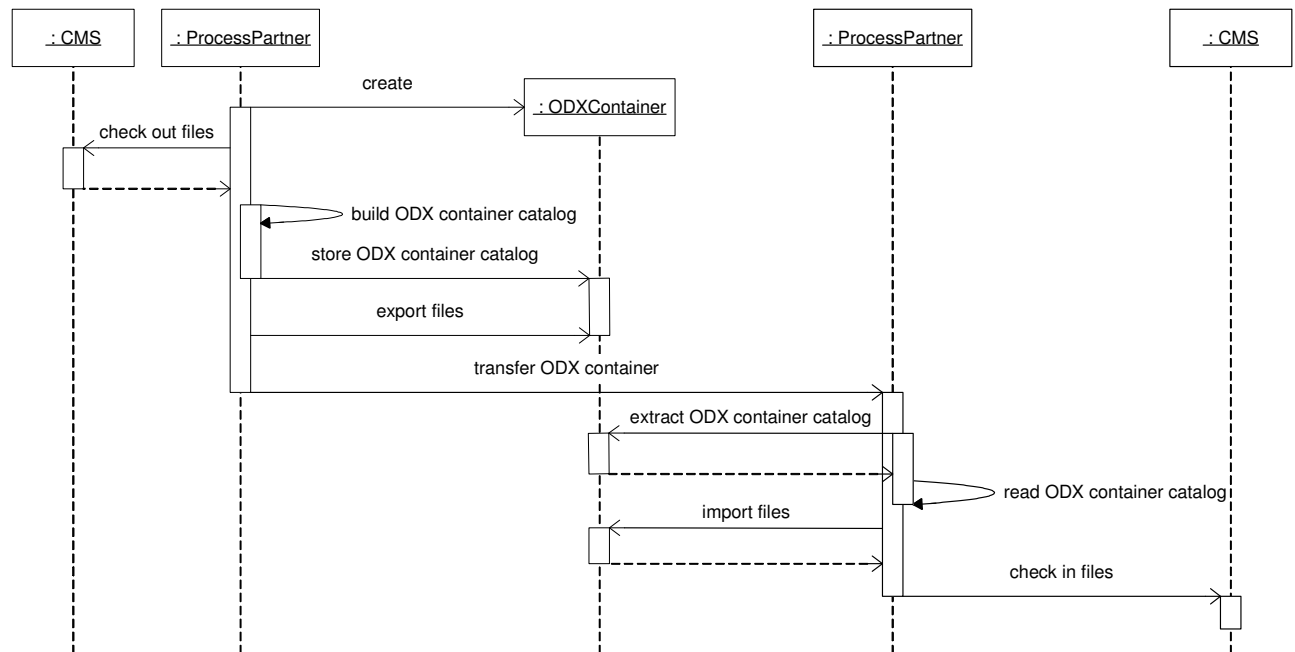 : CMS
: ProcessPartner
: ProcessPartner
: CMS
create
: ODXContainer
check out files
build ODX container catalog
store ODX container catalog
export files
transfer ODX container
extract ODX container catalog
read ODX container catalog
import files
check in files